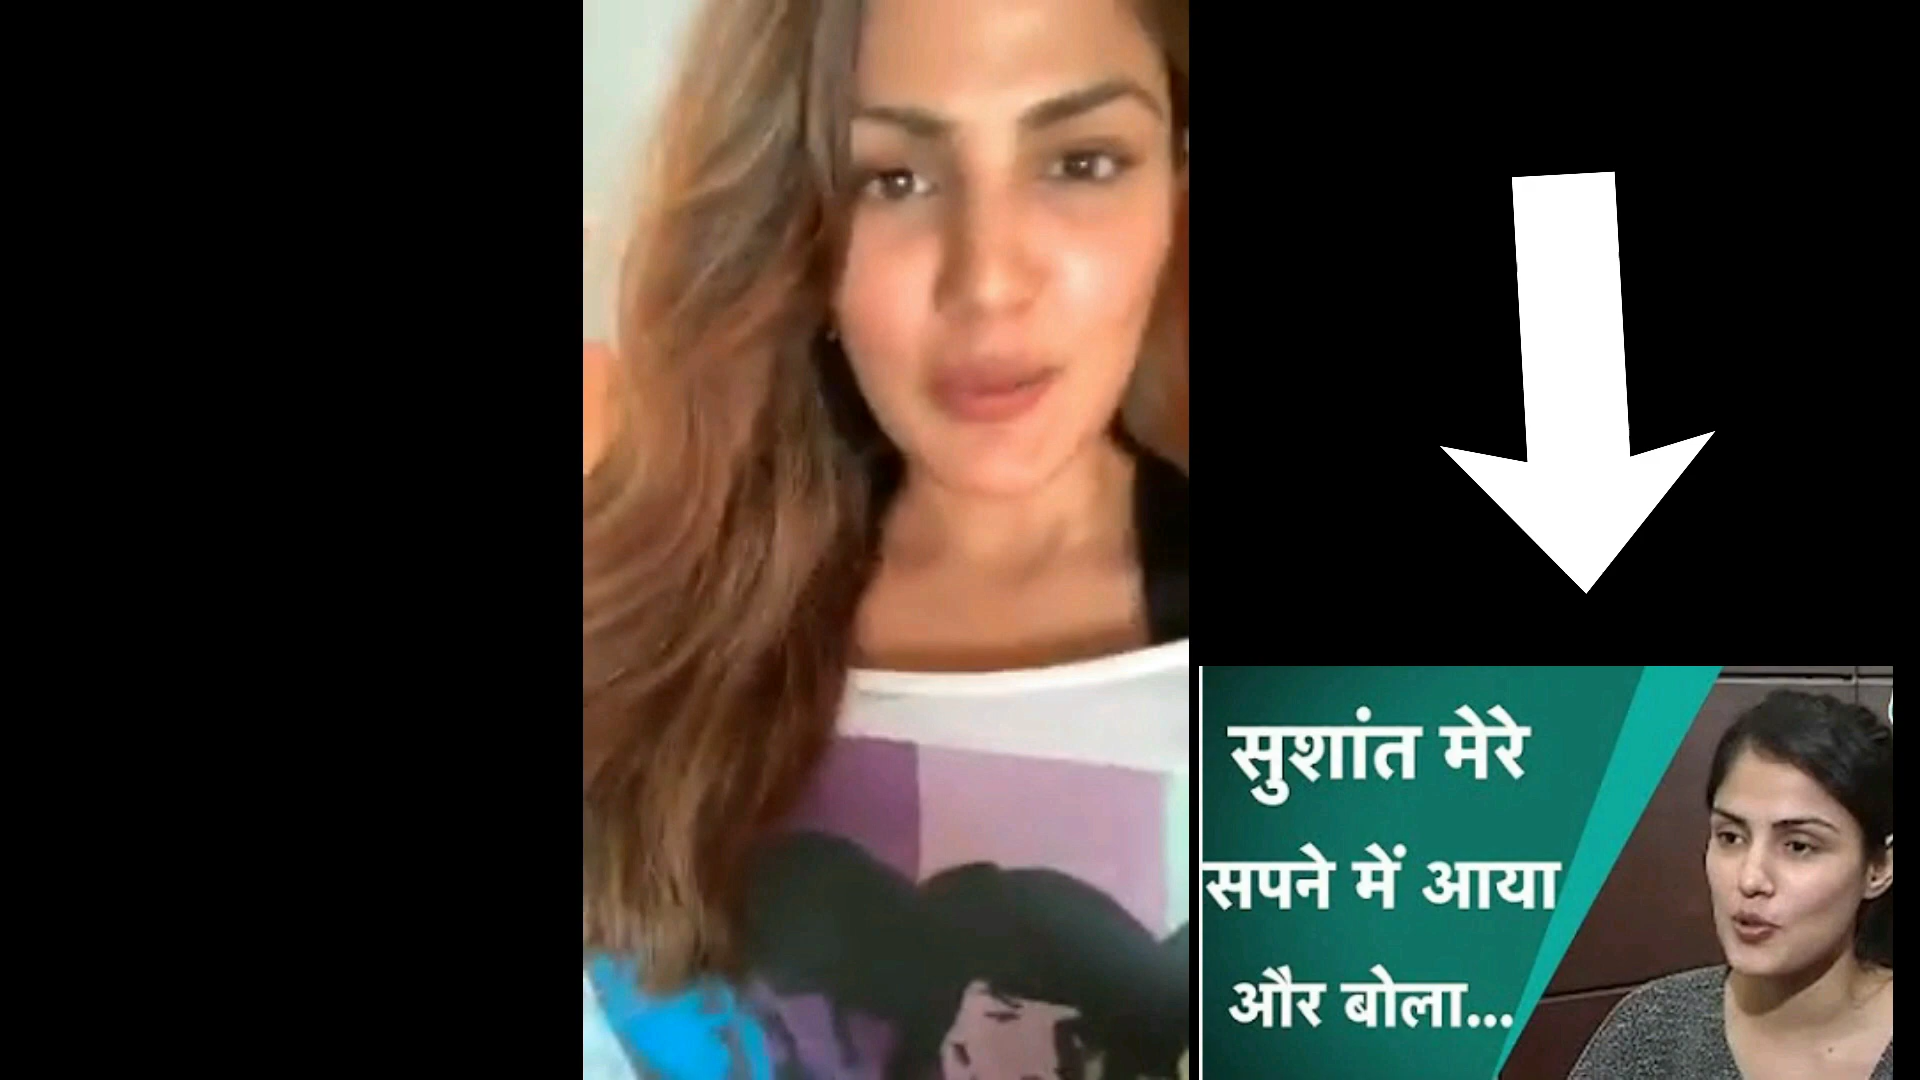 सुशांत मेरे
सपने में आया
और बोला...